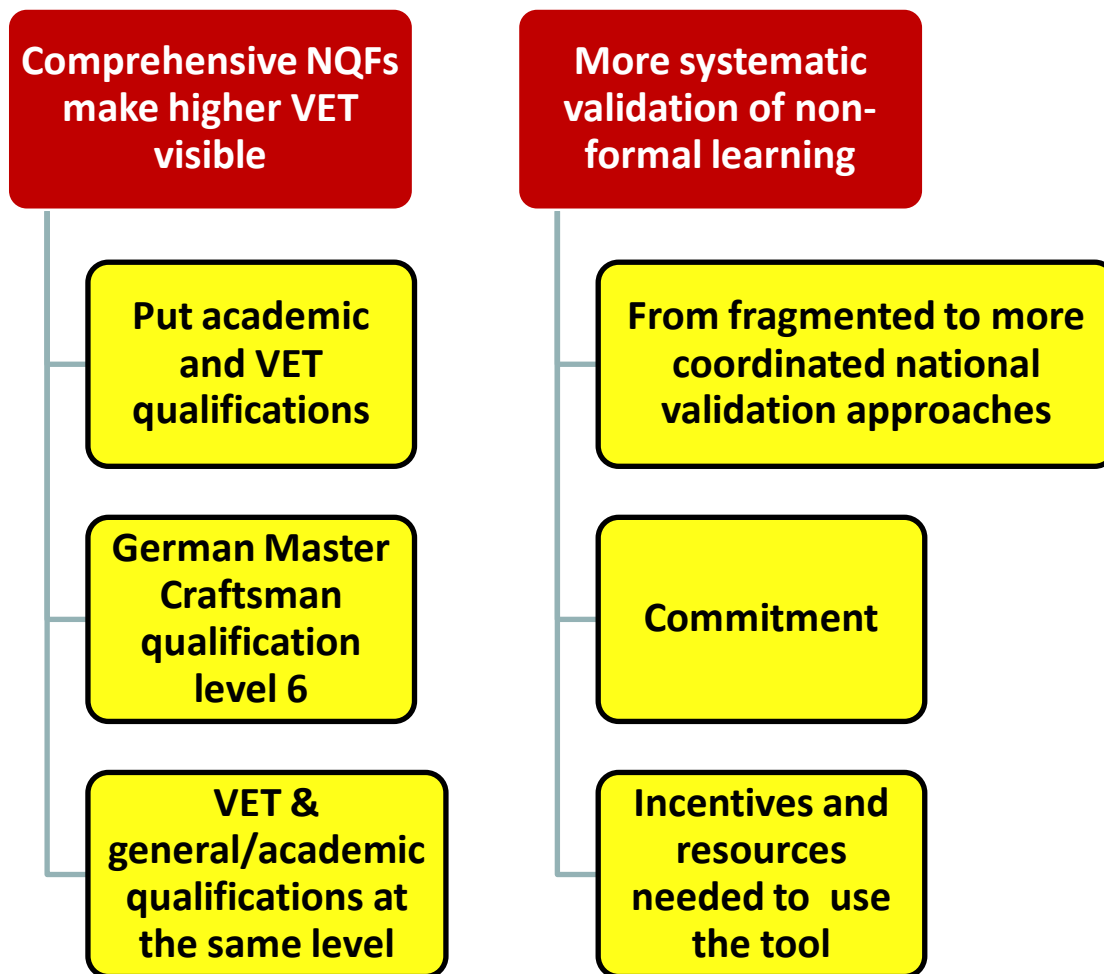 Comprehensive NQFs
make higher VET
visible
Put academic
and VET
qualifications
German Master
Craftsman
qualification
level 6
VET &
general/academic
qualifications at
the same level
More systematic
validation of non-
formal learning
From fragmented to more
coordinated national
validation approaches
Commitment
Incentives and
resources
needed to  use
the tool